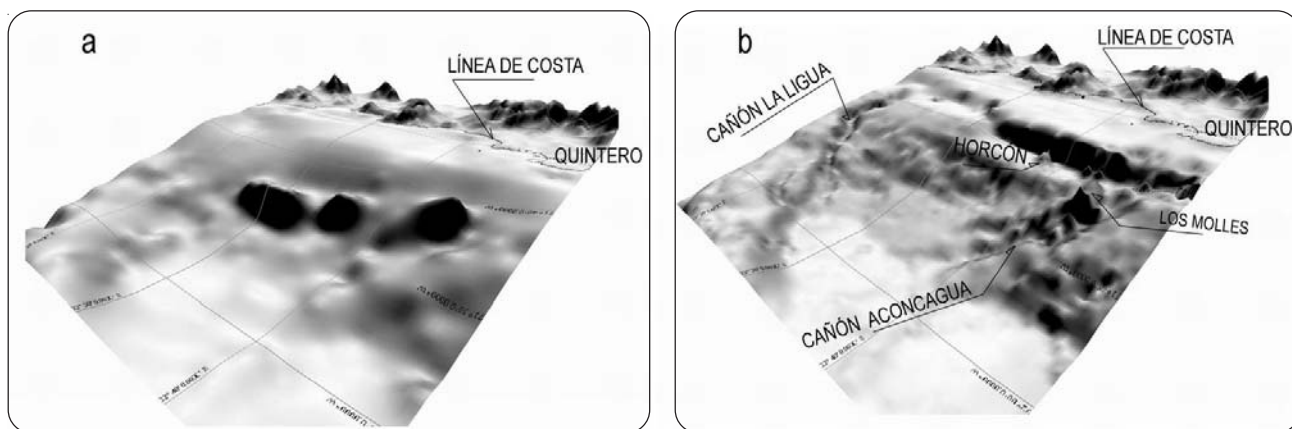 a
LÍNEA DE COSTA
QUINTERO
b
LÍNEA DE COSTA
CAÑÓN LA LIGUA
QUINTERO
HORCÓN
LOS MOLLES
CAÑÓN ACONCAGUA